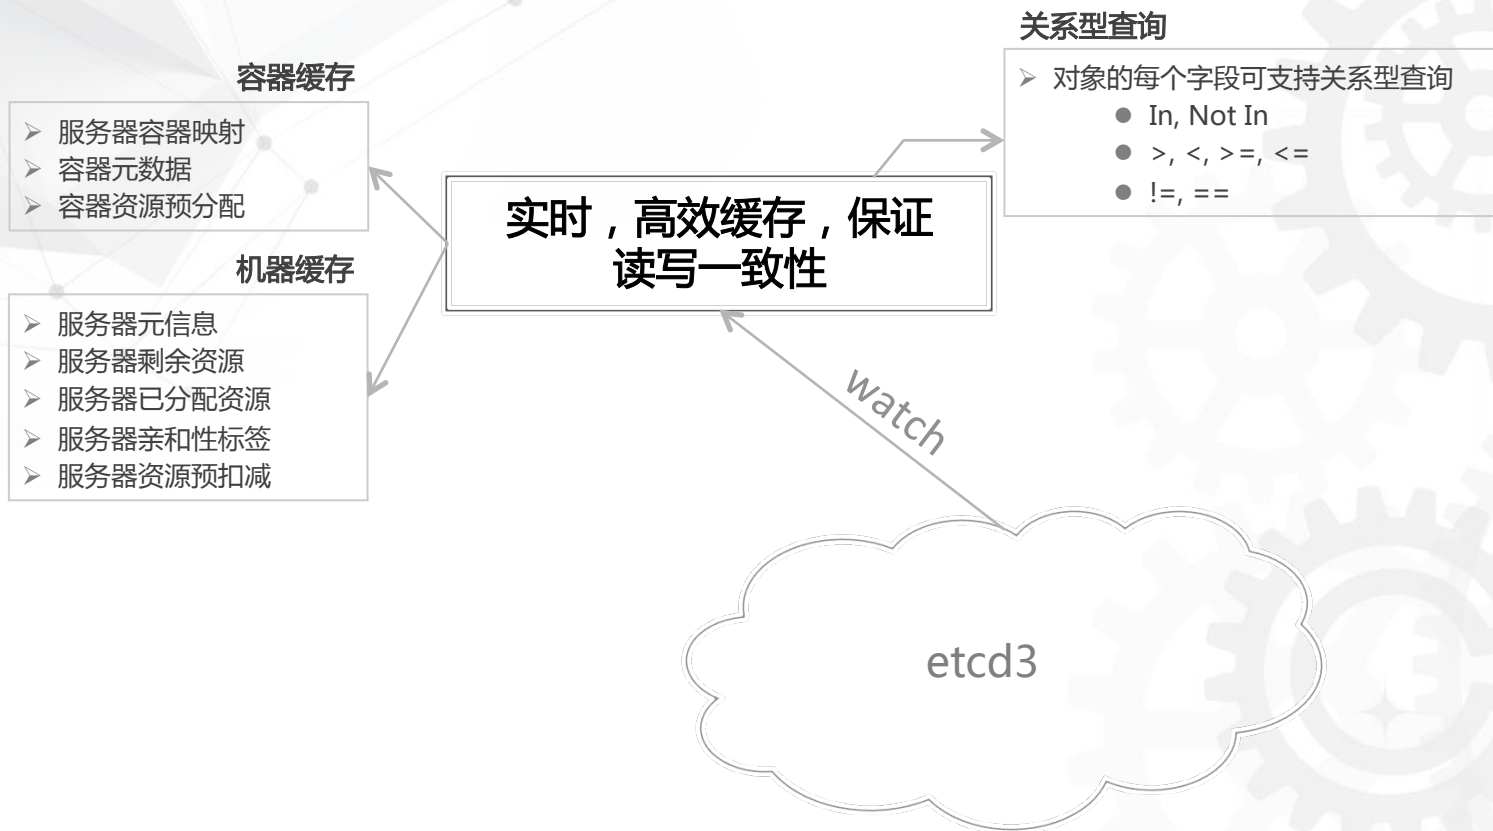 容器缓存
服务器容器映射
容器元数据
容器资源预分配
机器缓存
服务器元信息
服务器剩余资源
服务器已分配资源
服务器亲和性标签
服务器资源预扣减
实时，高效缓存，保证
读写一致性
关系型查询
对象的每个字段可支持关系型查询
In, Not In
>, <, >=, <=
!=, ==
watch
etcd3